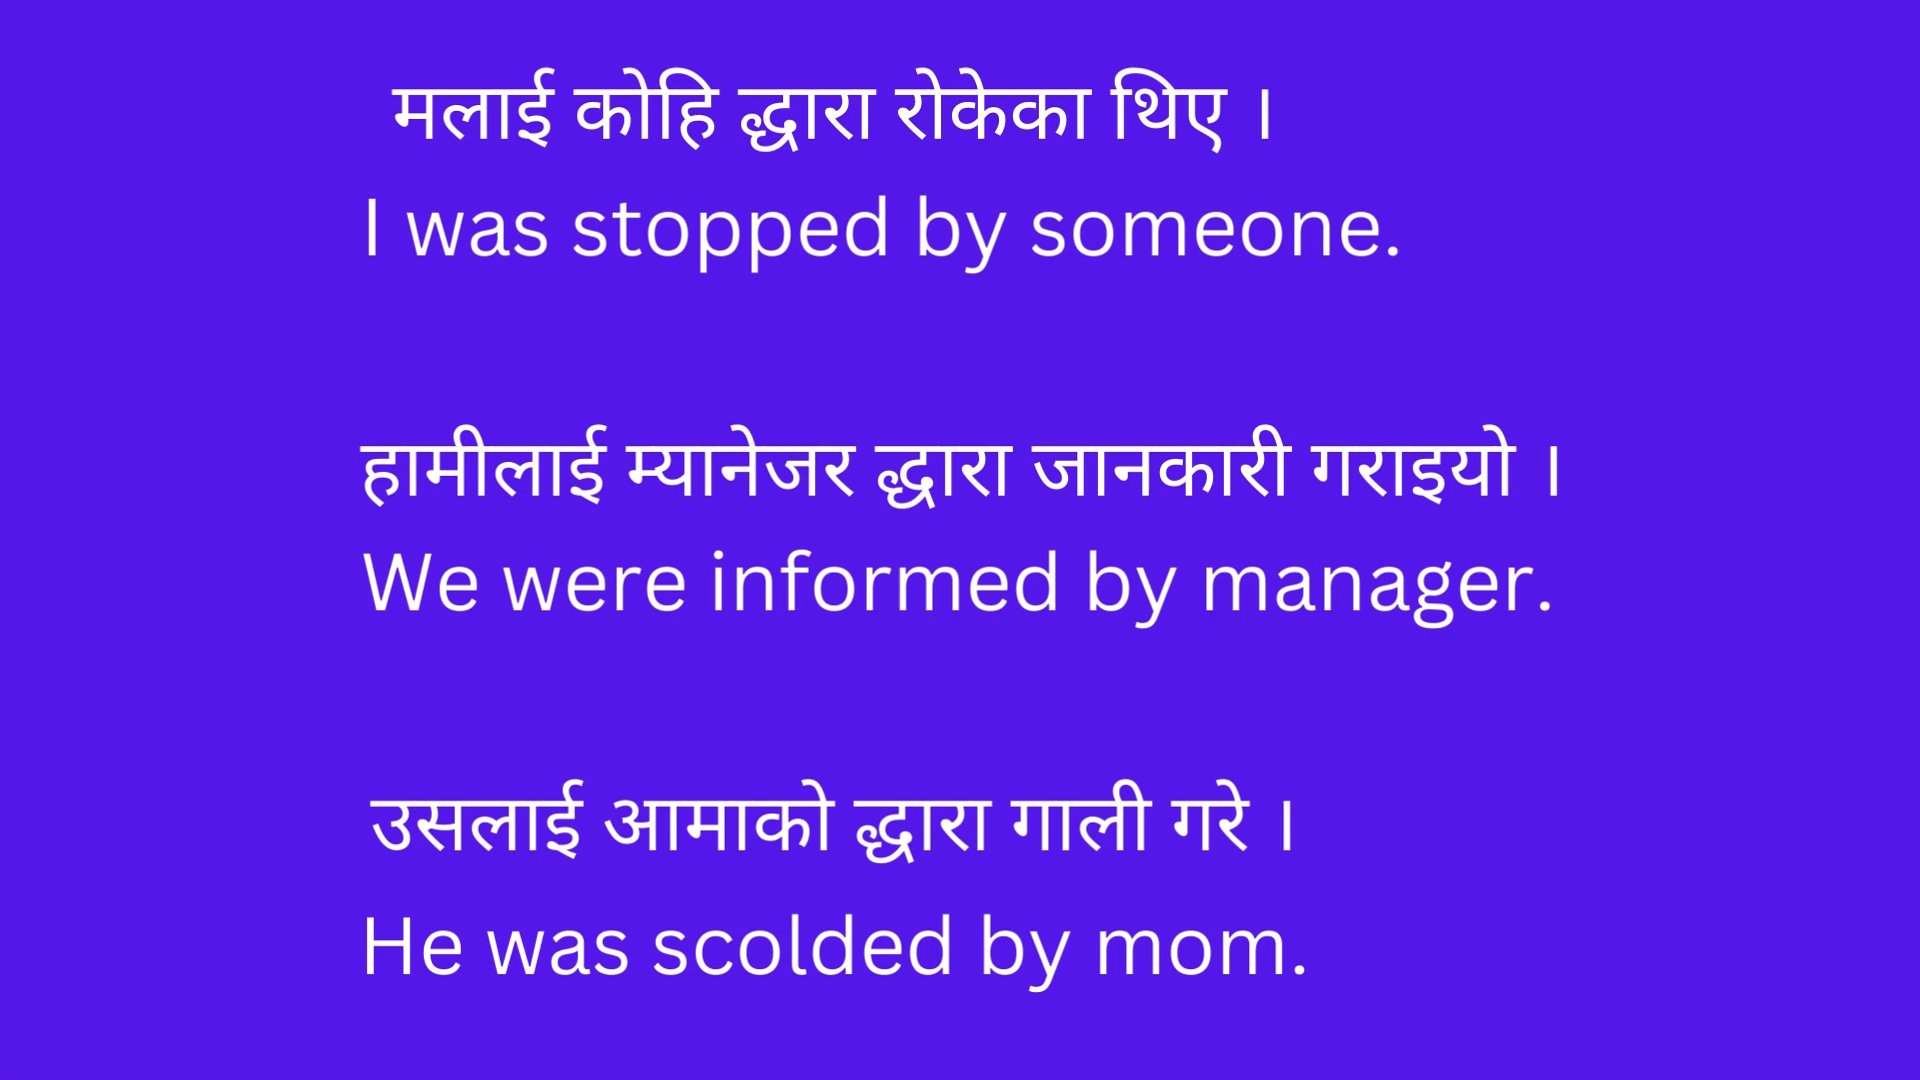 मलाई कोहि द्धारा रोकेका थिए ।
I was stopped by someone.
हामीलाई म्यानेजर द्धारा जानकारी गराइयो ।
We were informed by manager.
उसलाई आमाको द्धारा गाली गरे ।
He was scolded by mom.